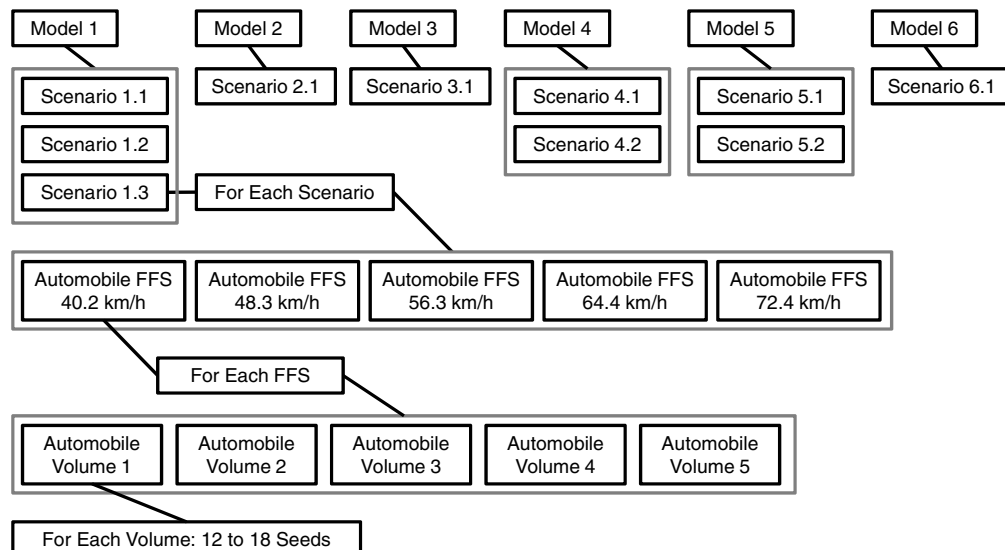 Model 1
Model 2
Model 3
Model 4
Model 5
Model 6
Scenario 1.1
Scenario 2.1
Scenario 3.1
Scenario 4.1
Scenario 5.1
Scenario 6.1
Scenario 1.2
Scenario 4.2
Scenario 5.2
Scenario 1.3
For Each Scenario
Automobile FFS
40.2 km/h
Automobile FFS
48.3 km/h
Automobile FFS
56.3 km/h
Automobile FFS
64.4 km/h
Automobile FFS
72.4 km/h
For Each FFS
Automobile
Volume 1
Automobile
Volume 2
Automobile
Volume 3
Automobile
Volume 4
Automobile
Volume 5
For Each Volume: 12 to 18 Seeds